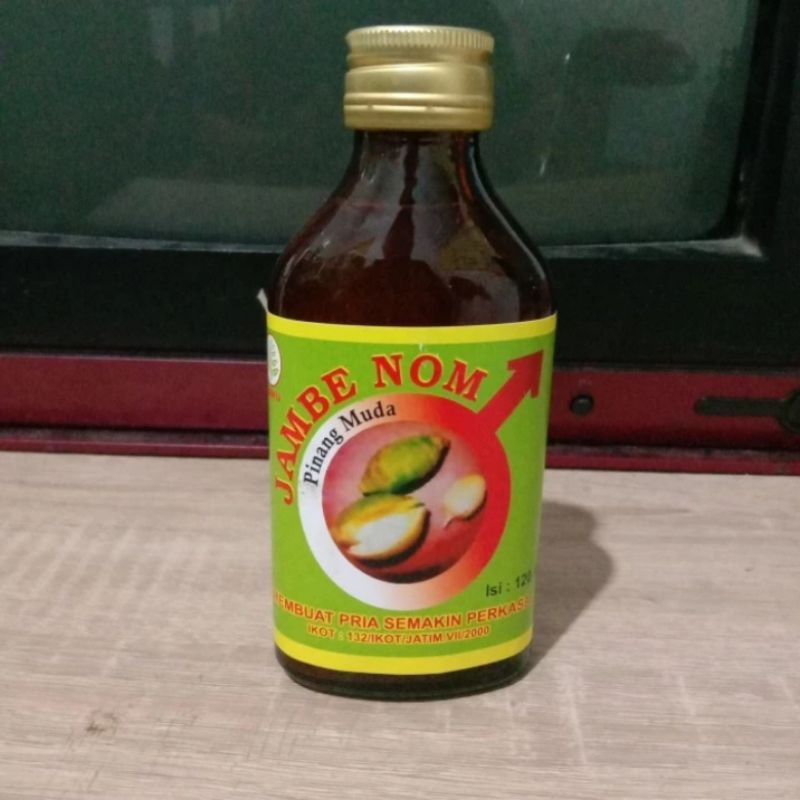 JAMBE NOM
Pinang Muda
Isi : 120
MEMBUAT PRIA SEMAKIN PERKASA
IKOT : 132/IKOT/JATIM VII/2000